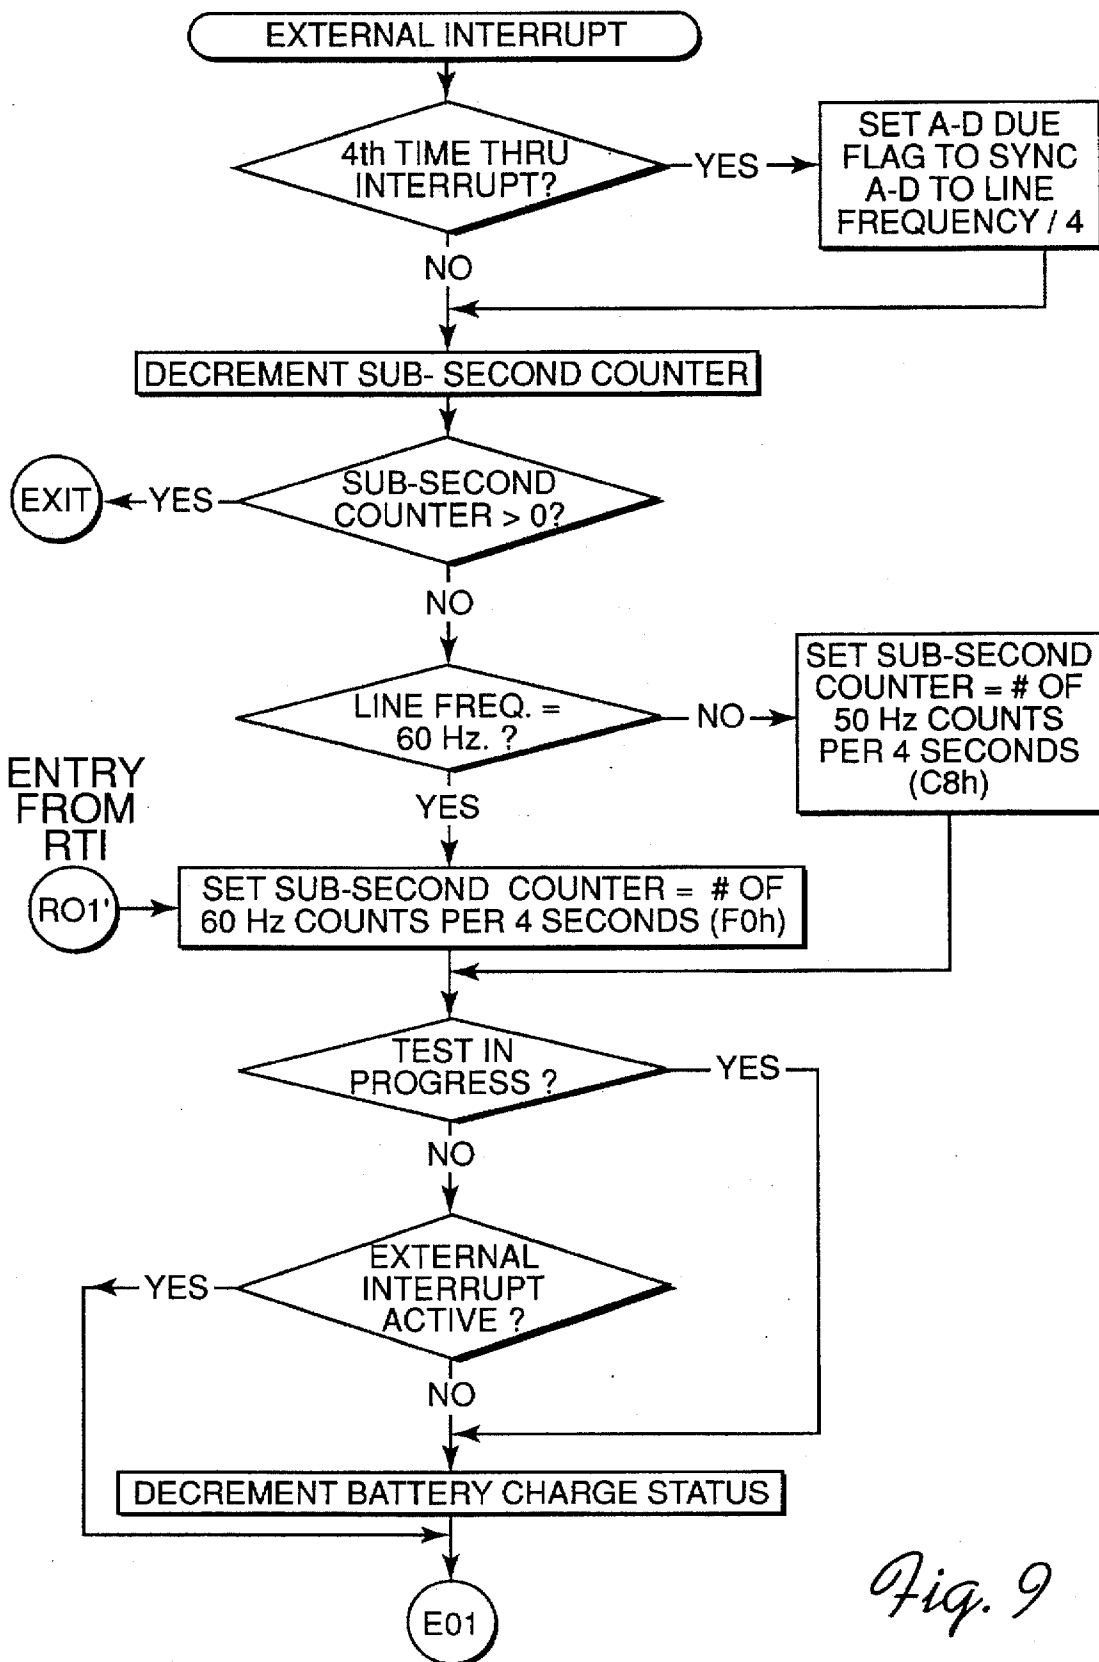 EXTERNAL INTERRUPT
4th TIME THRU
INTERRUPT?
YES
SET A-D DUE
FLAG TO SYNC
A-D TO LINE
FREQUENCY / 4
NO
DECREMENT SUB- SECOND COUNTER
SUB-SECOND
COUNTER > 0?
YES
EXIT
NO
LINE FREQ. =
60 Hz. ?
NO
SET SUB-SECOND
COUNTER = # OF
50 Hz COUNTS
PER 4 SECONDS
(C8h)
YES
ENTRY
FROM
RTI
RO1'
SET SUB-SECOND COUNTER = # OF
60 Hz COUNTS PER 4 SECONDS (F0h)
TEST IN
PROGRESS ?
YES
NO
EXTERNAL
INTERRUPT
ACTIVE ?
YES
NO
DECREMENT BATTERY CHARGE STATUS
E01
Fig. 9